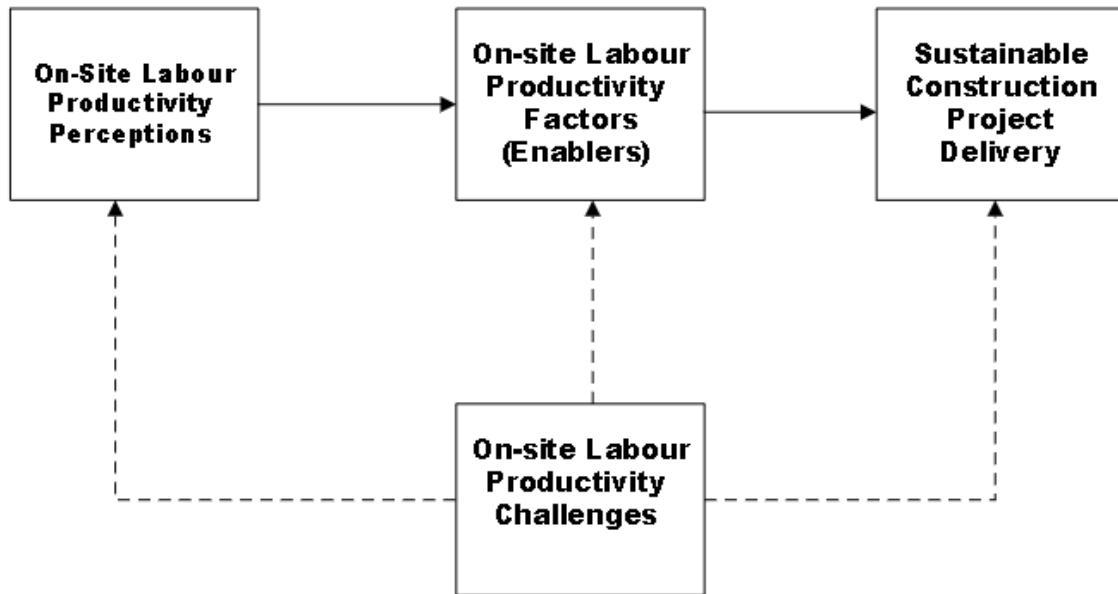 On-Site Labour
Productivity
Perceptions
On-site Labour
Productivity
Factors
(Enablers)
Sustainable
Construction
Project
Delivery
On-site Labour
Productivity
Challenges